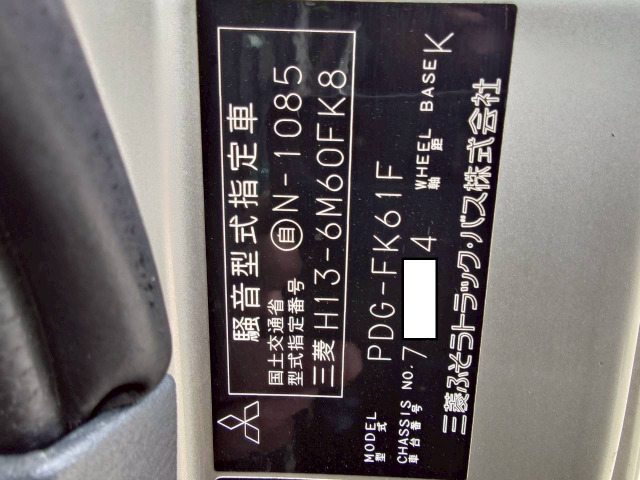 騒音型式指定車
国土交通省
型式指定番号 自N-1085
三菱 H13-6M60FK8
MODEL
型式 PDG-FK61F
CHASSIS NO. 7 4 WHEEL BASE K
車台番号 軸距
三菱ふそうトラック・バス株式会社